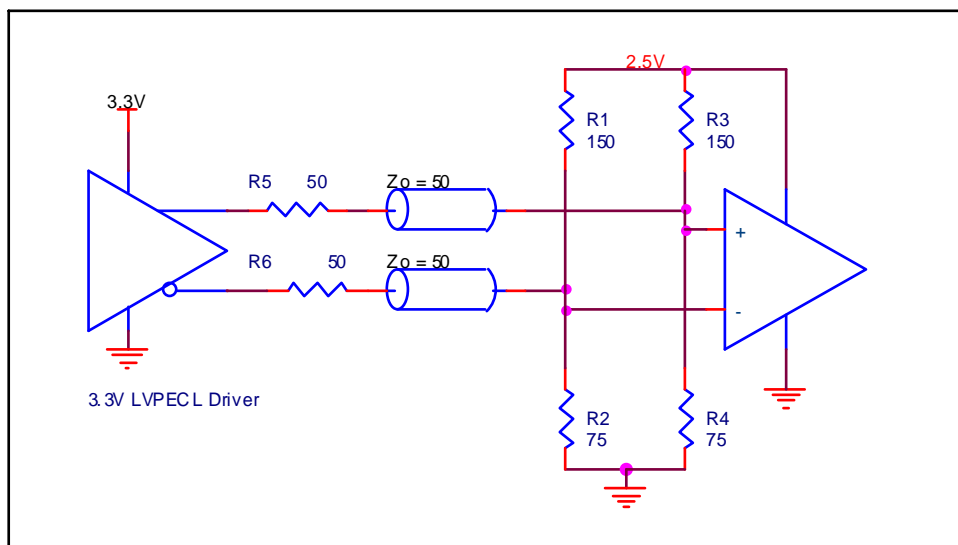 2.5V
3.3V
R1
150
R3
150
R5 50
Zo = 50
+
R6 50
Zo = 50
-
R2
75
R4
75
3.3V LVPECL Driver